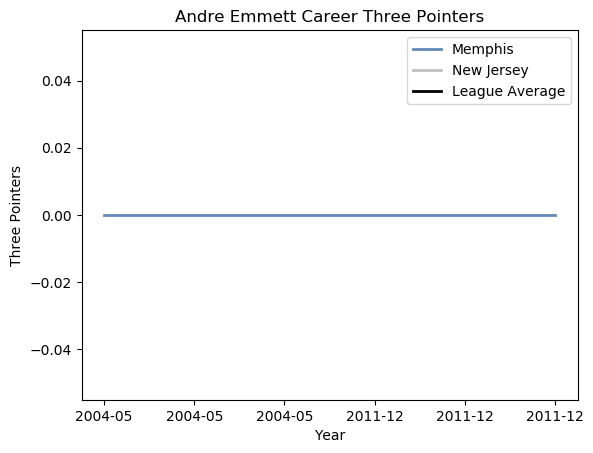 Andre Emmett Career Three Pointers
Memphis
New Jersey
League Average
Three Pointers
0.04
0.02
0.00
−0.02
−0.04
2004-05 2004-05 2004-05 2011-12 2011-12 2011-12
Year